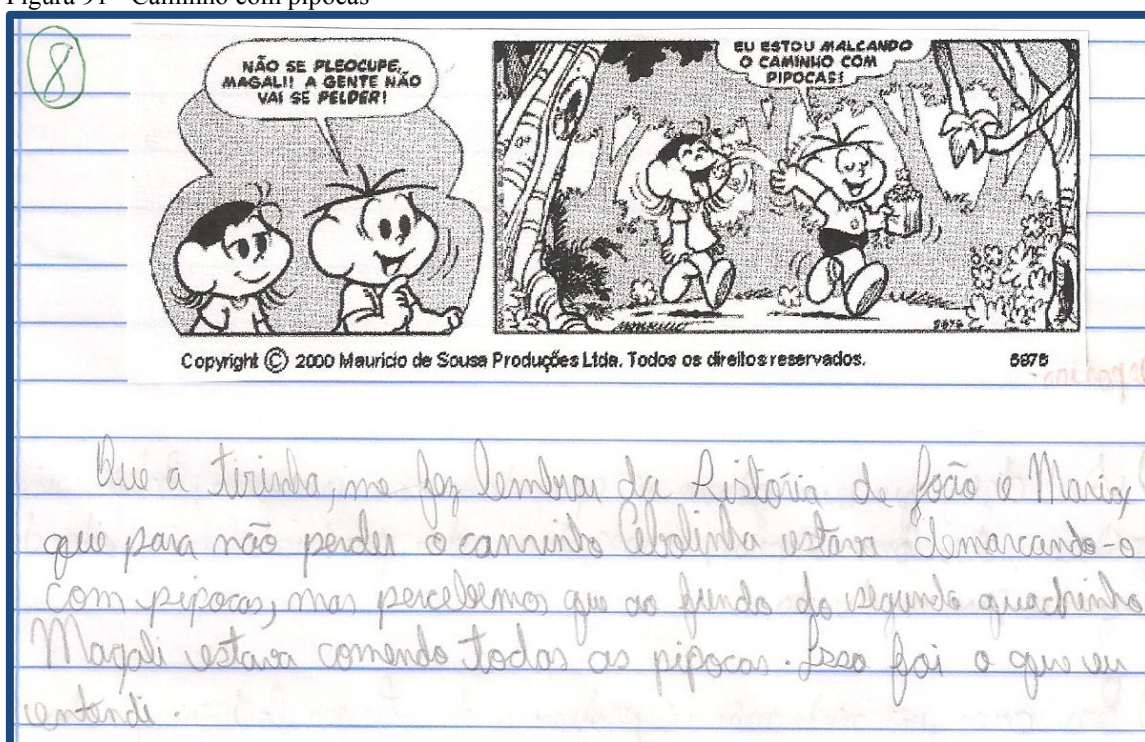 Figura 91 - Caminho com pipocas
8
NÃO SE PLEOCUPE,
MAGALI! A GENTE NÃO
VAI SE PELDER!
EU ESTOU MALCANDO
O CAMINHO COM
PIPOCAS!
Copyright © 2000 Mauricio de Sousa Produções Ltda. Todos os direitos reservados. 5875
Que a tirinha, me fez lembrar da história de João e Maria,
que para não perder o caminho Cebolinha estava demarcando-o
com pipocas, mas percebemos que ao fundo do segundo quadrinho
Magali estava comendo todas as pipocas. Isso foi o que eu
entendi.